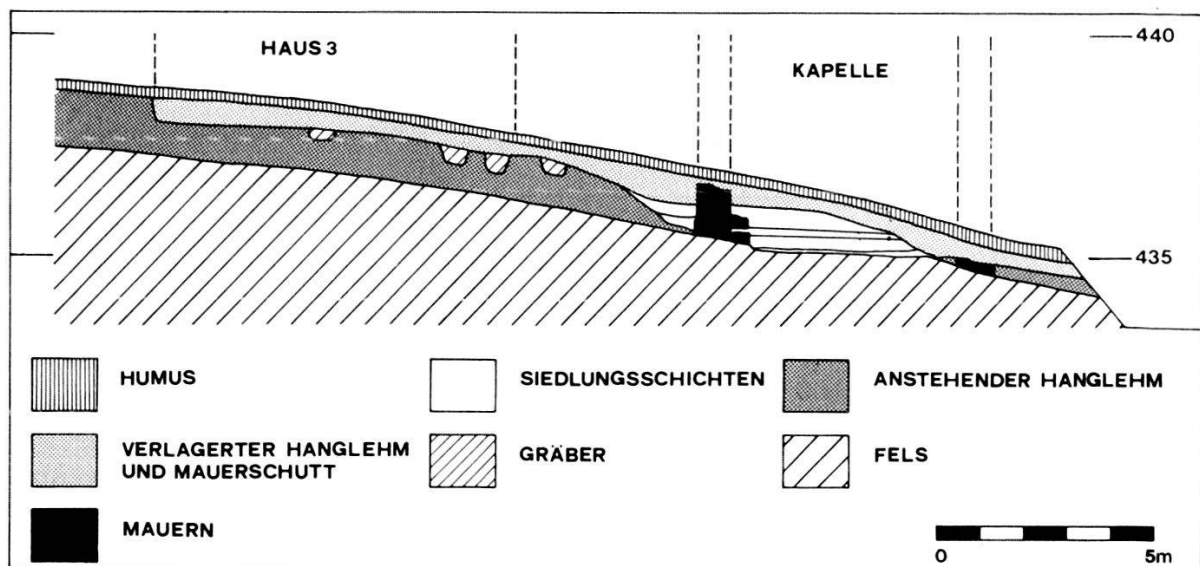 HAUS 3
440
KAPELLE
435
HUMUS
SIEDLUNGSSCHICHTEN
ANSTEHENDER HANGLEHM
VERLAGERTER HANGLEHM
UND MAUERSCHUTT
GRÄBER
FELS
MAUERN
0
5m